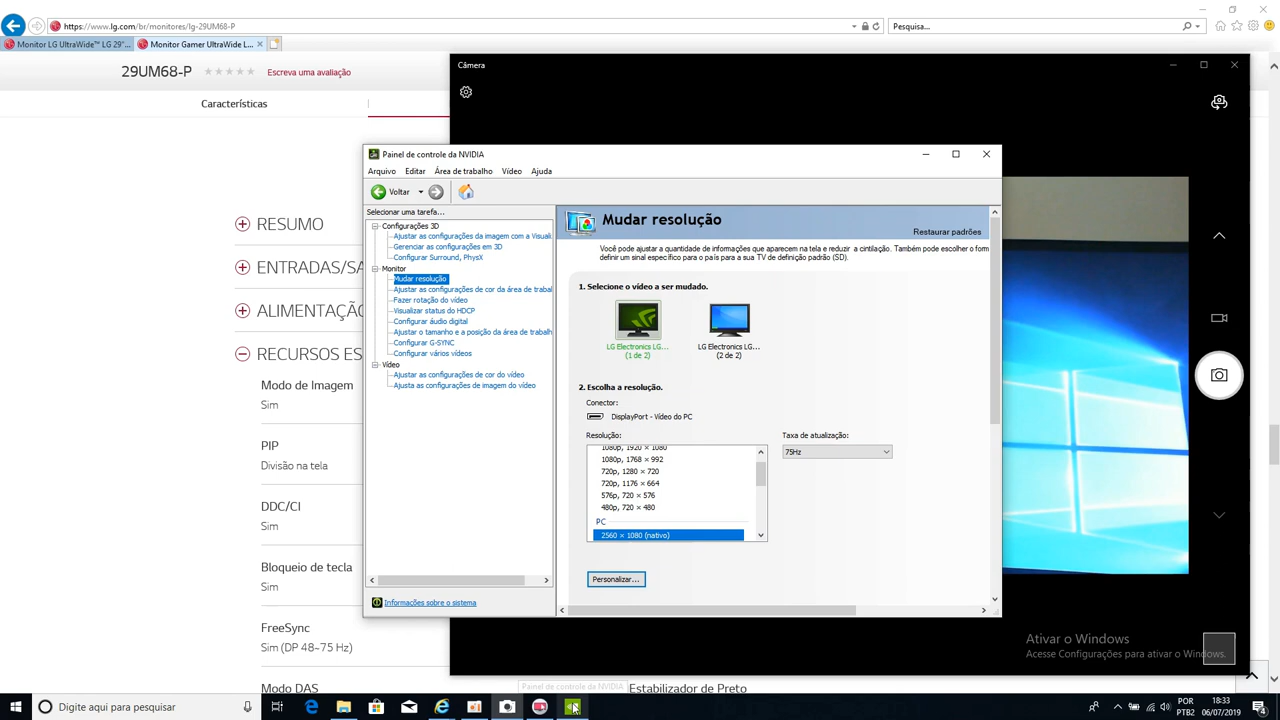 https://www.lg.com/br/monitores/lg-29UM68-P
Pesquisa...
Monitor LG UltraWide™ LG 29"...
Monitor Gamer UltraWide L...
29UM68-P
Escreva uma avaliação
Características
RESUMO
ENTRADAS/SA
ALIMENTAÇÃO
RECURSOS ES
Modo de Imagem
Sim
PIP
Divisão na tela
DDC/CI
Sim
Bloqueio de tecla
Sim
FreeSync
Sim (DP 48~75 Hz)
Modo DAS
Estabilizador de Preto
Câmera
Painel de controle da NVIDIA
Arquivo Editar Área de trabalho Vídeo Ajuda
Voltar
Selecionar uma tarefa...
Configurações 3D
Ajustar as configurações da imagem com a Visuali
Gerenciar as configurações em 3D
Configurar Surround, PhysX
Monitor
Mudar resolução
Ajustar as configurações de cor da área de trabal
Fazer rotação do vídeo
Visualizar status do HDCP
Configurar áudio digital
Ajustar o tamanho e a posição da área de trabalh
Configurar G-SYNC
Configurar vários vídeos
Vídeo
Ajustar as configurações de cor do vídeo
Ajusta as configurações de imagem do vídeo
Informações sobre o sistema
Mudar resolução
Restaurar padrões
Você pode ajustar a quantidade de informações que aparecem na tela e reduzir a cintilação. Também pode escolher o form
definir um sinal específico para o país para a sua TV de definição padrão (SD).
1. Selecione o vídeo a ser mudado.
LG Electronics LG...
(1 de 2)
LG Electronics LG...
(2 de 2)
2. Escolha a resolução.
Conector:
DisplayPort - Vídeo do PC
Resolução:
Taxa de atualização:
1080p, 1920 × 1080
1080p, 1768 × 992
720p, 1280 × 720
720p, 1176 × 664
576p, 720 × 576
480p, 720 × 480
PC
2560 × 1080 (nativo)
75Hz
Personalizar...
Ativar o Windows
Acesse Configurações para ativar o Windows.
Painel de controle da NVIDIA
Digite aqui para pesquisar
POR
PTB2
18:33
06/07/2019
4